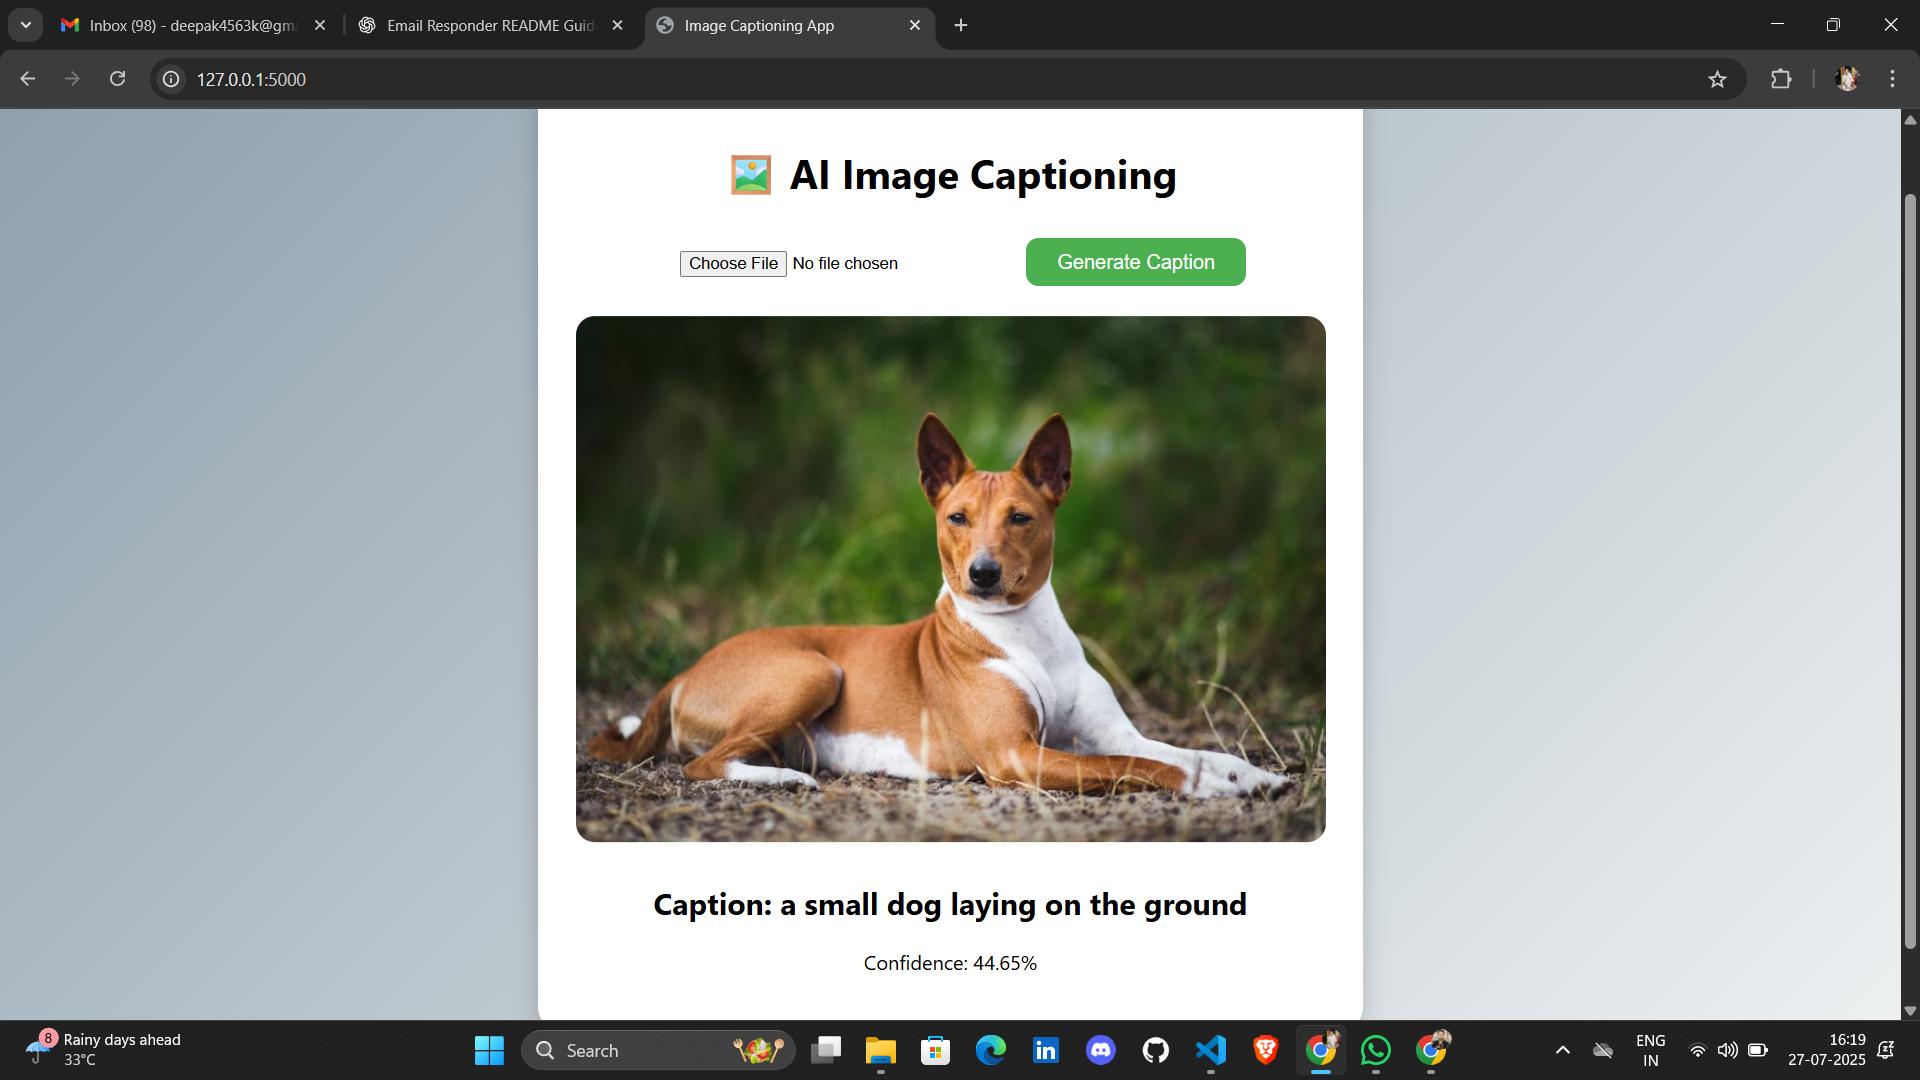 Inbox (98) - deepak4563k@gma
Email Responder README Guid
Image Captioning App
127.0.0.1:5000
AI Image Captioning
Choose File No file chosen
Generate Caption
Caption: a small dog laying on the ground
Confidence: 44.65%
8
Rainy days ahead
33°C
Search
ENG
IN
16:19
27-07-2025